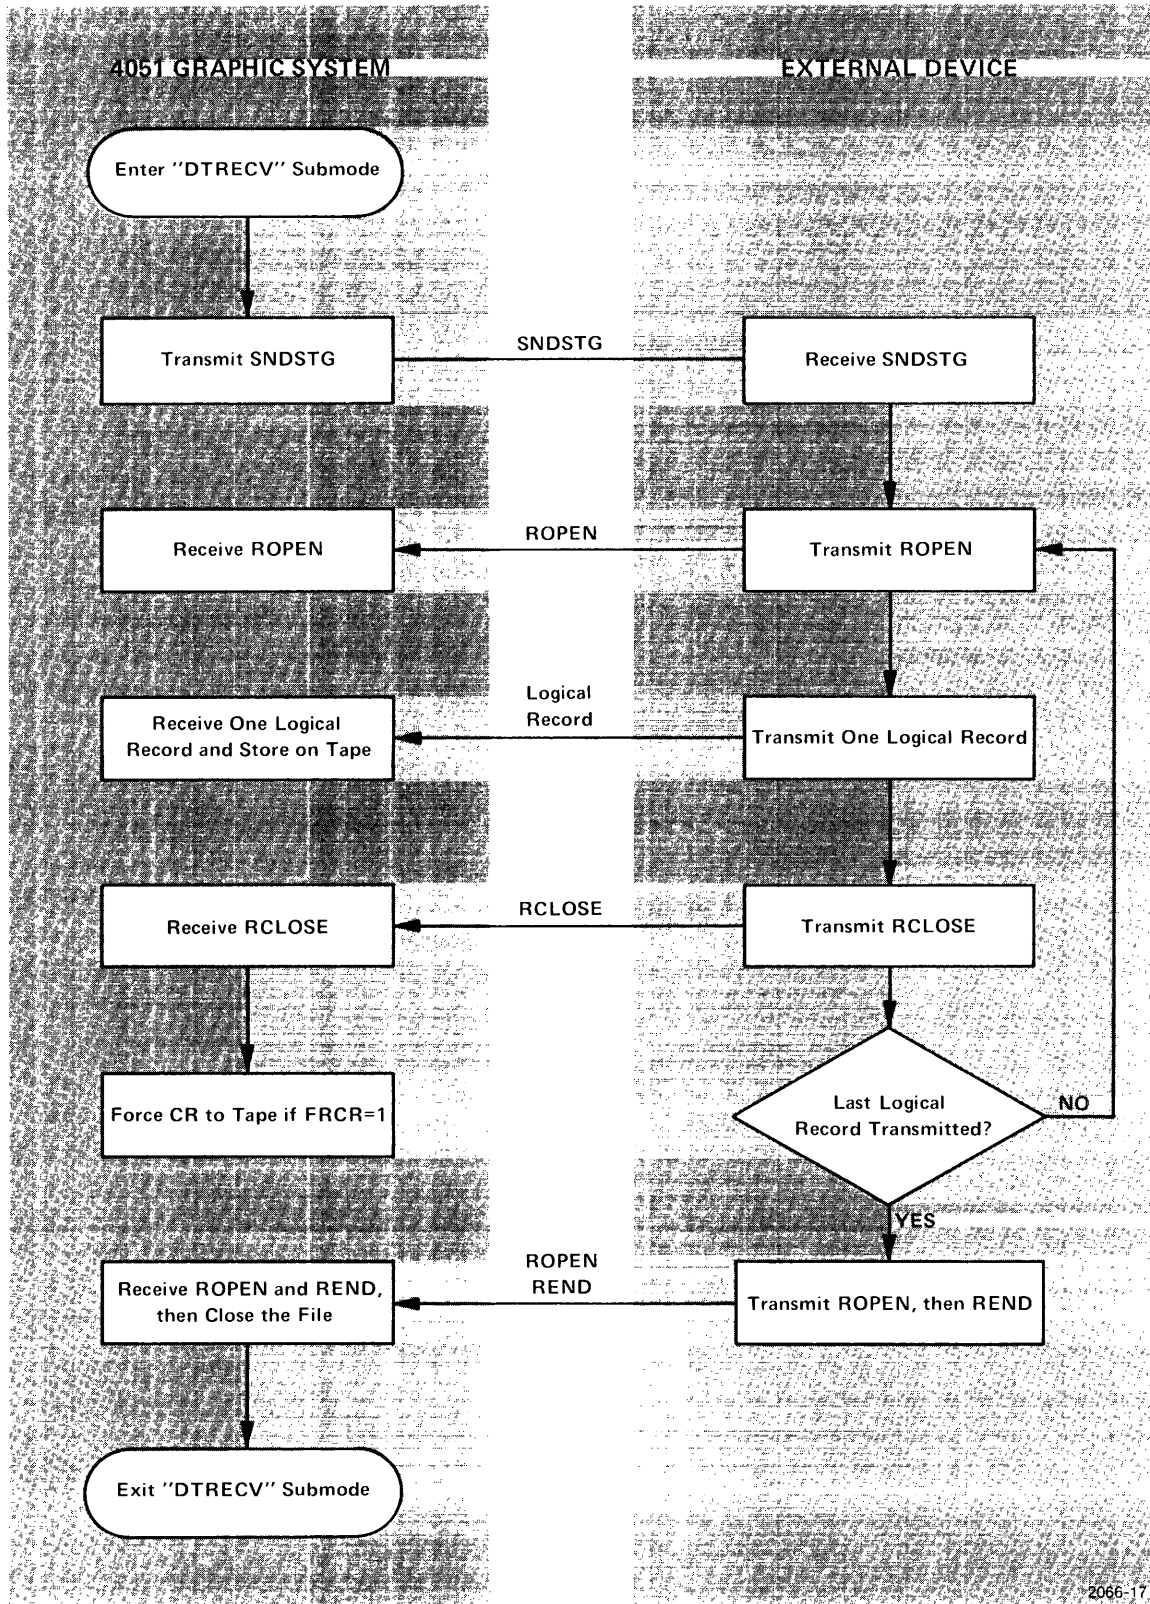 4051 GRAPHIC SYSTEM
EXTERNAL DEVICE
Enter "DTRECV" Submode
Transmit SNDSTG
SNDSTG
Receive SNDSTG
Receive ROPEN
ROPEN
Transmit ROPEN
Receive One Logical
Record and Store on Tape
Logical
Record
Transmit One Logical Record
Receive RCLOSE
RCLOSE
Transmit RCLOSE
Force CR to Tape if FRCR=1
Last Logical
Record Transmitted?
NO
YES
Receive ROPEN and REND,
then Close the File
ROPEN
REND
Transmit ROPEN, then REND
Exit "DTRECV" Submode
2066-17